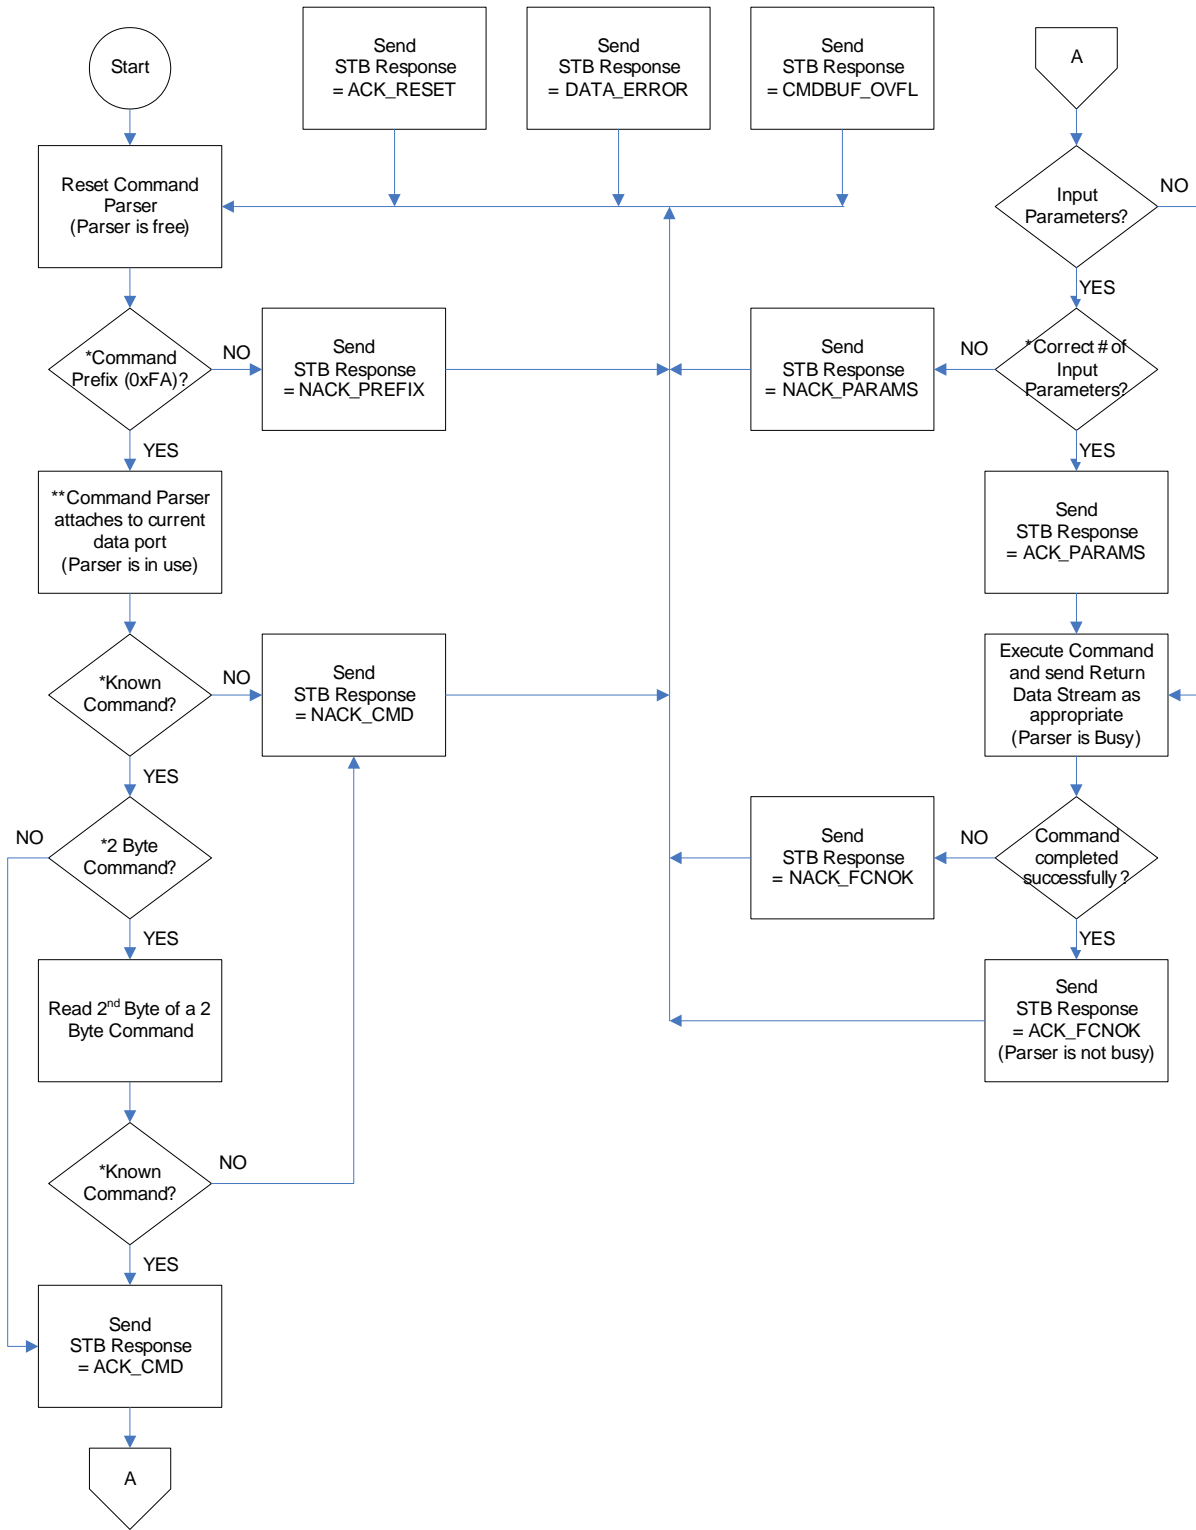 Start
Send
STB Response
= ACK_RESET
Send
STB Response
= DATA_ERROR
Send
STB Response
= CMDBUF_OVFL
A
Reset Command
Parser
(Parser is free)
Input
Parameters?
NO
YES
*Command
Prefix (0xFA)?
NO
Send
STB Response
= NACK_PREFIX
Send
STB Response
= NACK_PARAMS
NO
*Correct # of
Input
Parameters?
YES
YES
**Command Parser
attaches to current
data port
(Parser is in use)
Send
STB Response
= ACK_PARAMS
*Known
Command?
NO
Send
STB Response
= NACK_CMD
Execute Command
and send Return
Data Stream as
appropriate
(Parser is Busy)
YES
NO
*2 Byte
Command?
Send
STB Response
= NACK_FCNOK
NO
Command
completed
successfully?
YES
YES
Read 2nd Byte of a 2
Byte Command
Send
STB Response
= ACK_FCNOK
(Parser is not busy)
*Known
Command?
NO
YES
Send
STB Response
= ACK_CMD
A